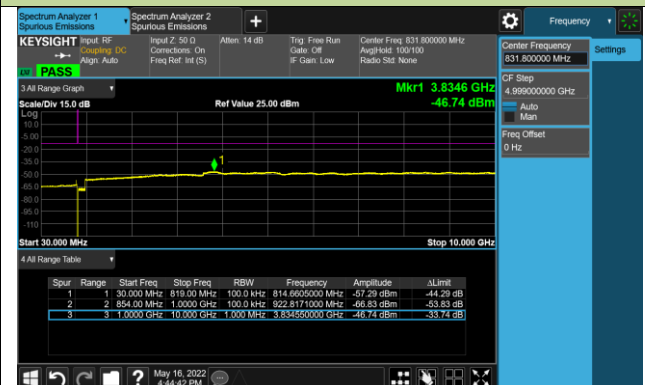 Spectrum Analyzer 1
Spurious Emissions
Spectrum Analyzer 2
Spurious Emissions
+
Frequency
KEYSIGHT
Input: RF
Coupling: DC
Align: Auto
Input Z: 50 Ω
Corrections: On
Freq Ref: Int (S)
Atten: 14 dB
Trig: Free Run
Gate: Off
IF Gain: Low
Center Freq: 831.800000 MHz
Avg|Hold: 100/100
Radio Std: None
PASS
Center Frequency
831.800000 MHz
Settings
CF Step
4.999000000 GHz
Auto
Man
Freq Offset
0 Hz
3 All Range Graph
Mkr1 3.8346 GHz
Scale/Div 15.0 dB
Ref Value 25.00 dBm
-46.74 dBm
Log
10.0
-5.00
-20.0
-35.0
-50.0
-65.0
-80.0
-95.0
-110
1
Start 30.000 MHz
Stop 10.000 GHz
4 All Range Table
Spur Range Start Freq Stop Freq RBW Frequency Amplitude ΔLimit
1 1 30.000 MHz 819.00 MHz 100.0 kHz 814.6605000 MHz -57.29 dBm -44.29 dB
2 2 854.00 MHz 1.0000 GHz 100.0 kHz 922.8171000 MHz -66.83 dBm -53.83 dB
3 3 1.0000 GHz 10.000 GHz 1.000 MHz 3.834550000 GHz -46.74 dBm -33.74 dB
?
May 16, 2022
4:44:42 PM